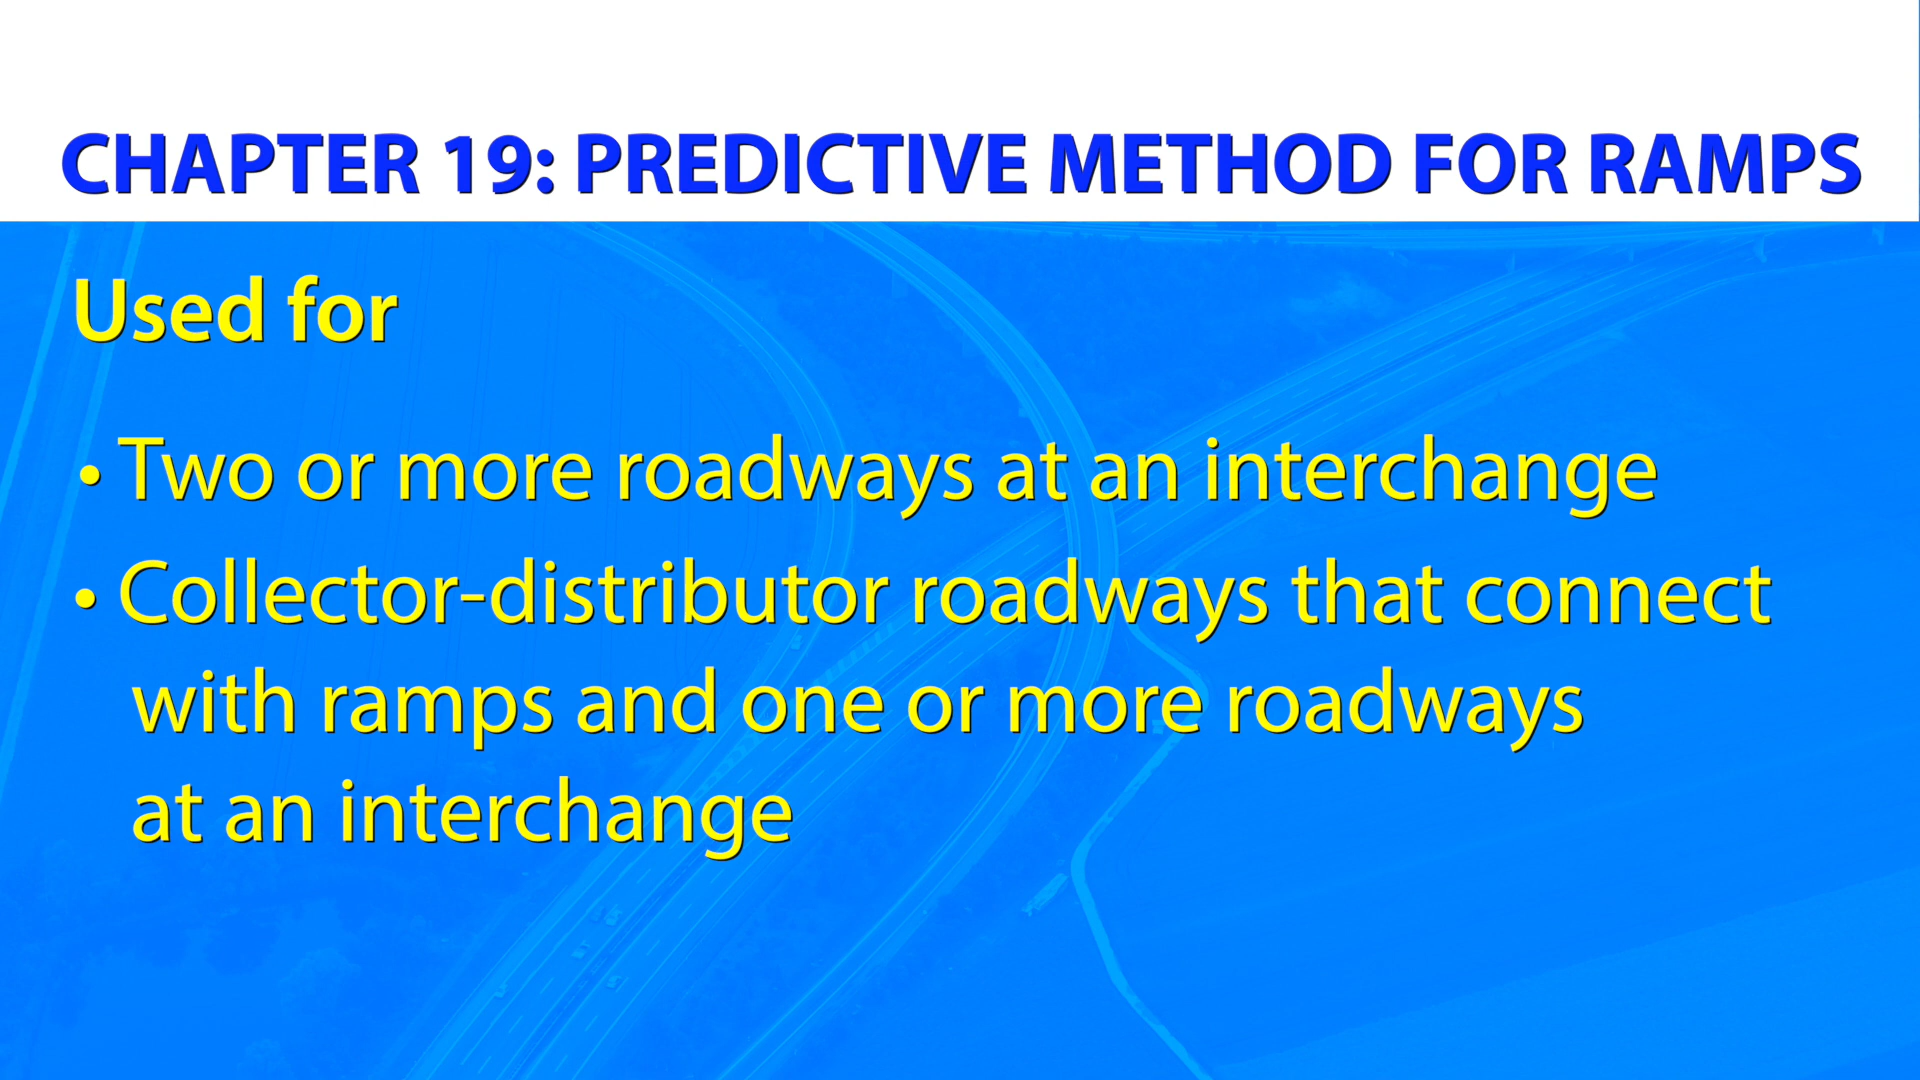 CHAPTER 19: PREDICTIVE METHOD FOR RAMPS
Used for
• Two or more roadways at an interchange
• Collector-distributor roadways that connect
with ramps and one or more roadways
at an interchange